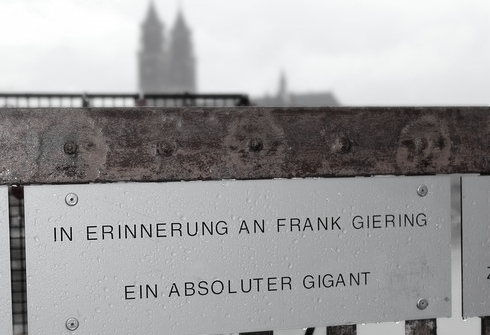 IN ERINNERUNG AN FRANK GIERING
EIN ABSOLUTER GIGANT